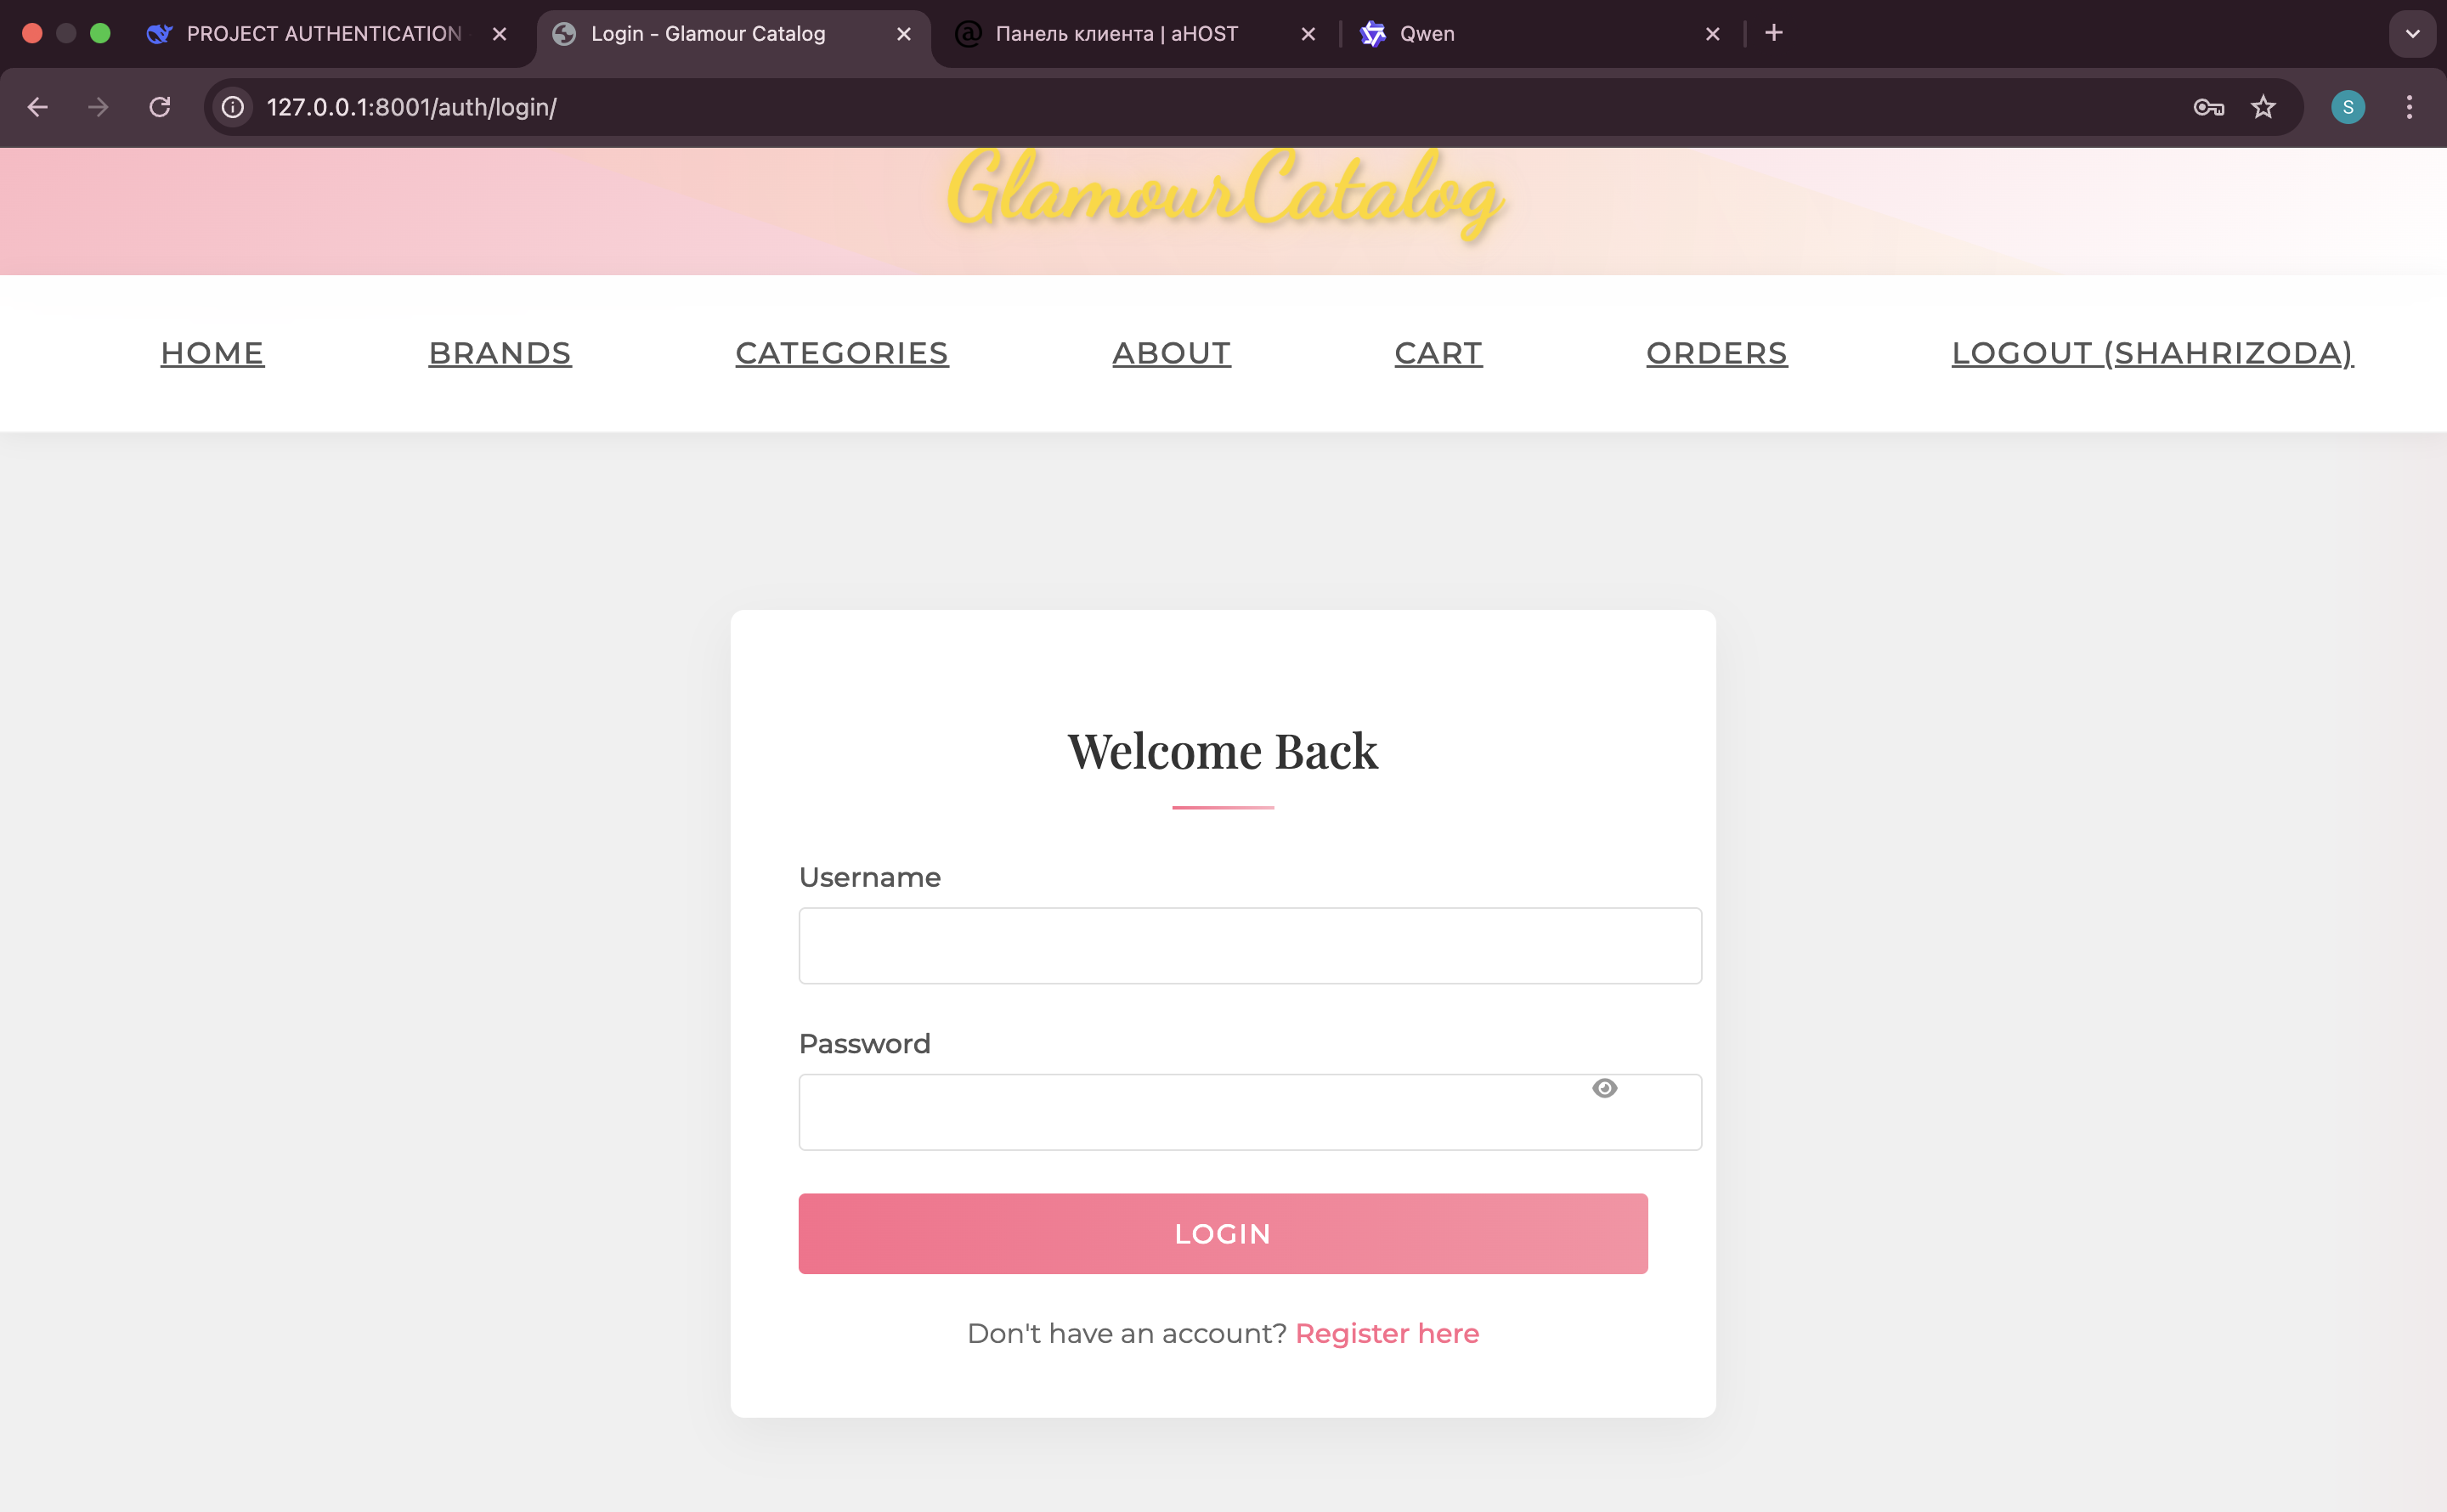 PROJECT AUTHENTICATION
Login - Glamour Catalog
Панель клиента | aHOST
Qwen
127.0.0.1:8001/auth/login/
S
GlamourCatalog
HOME
BRANDS
CATEGORIES
ABOUT
CART
ORDERS
LOGOUT (SHAHRIZODA)
Welcome Back
Username
Password
LOGIN
Don't have an account? Register here